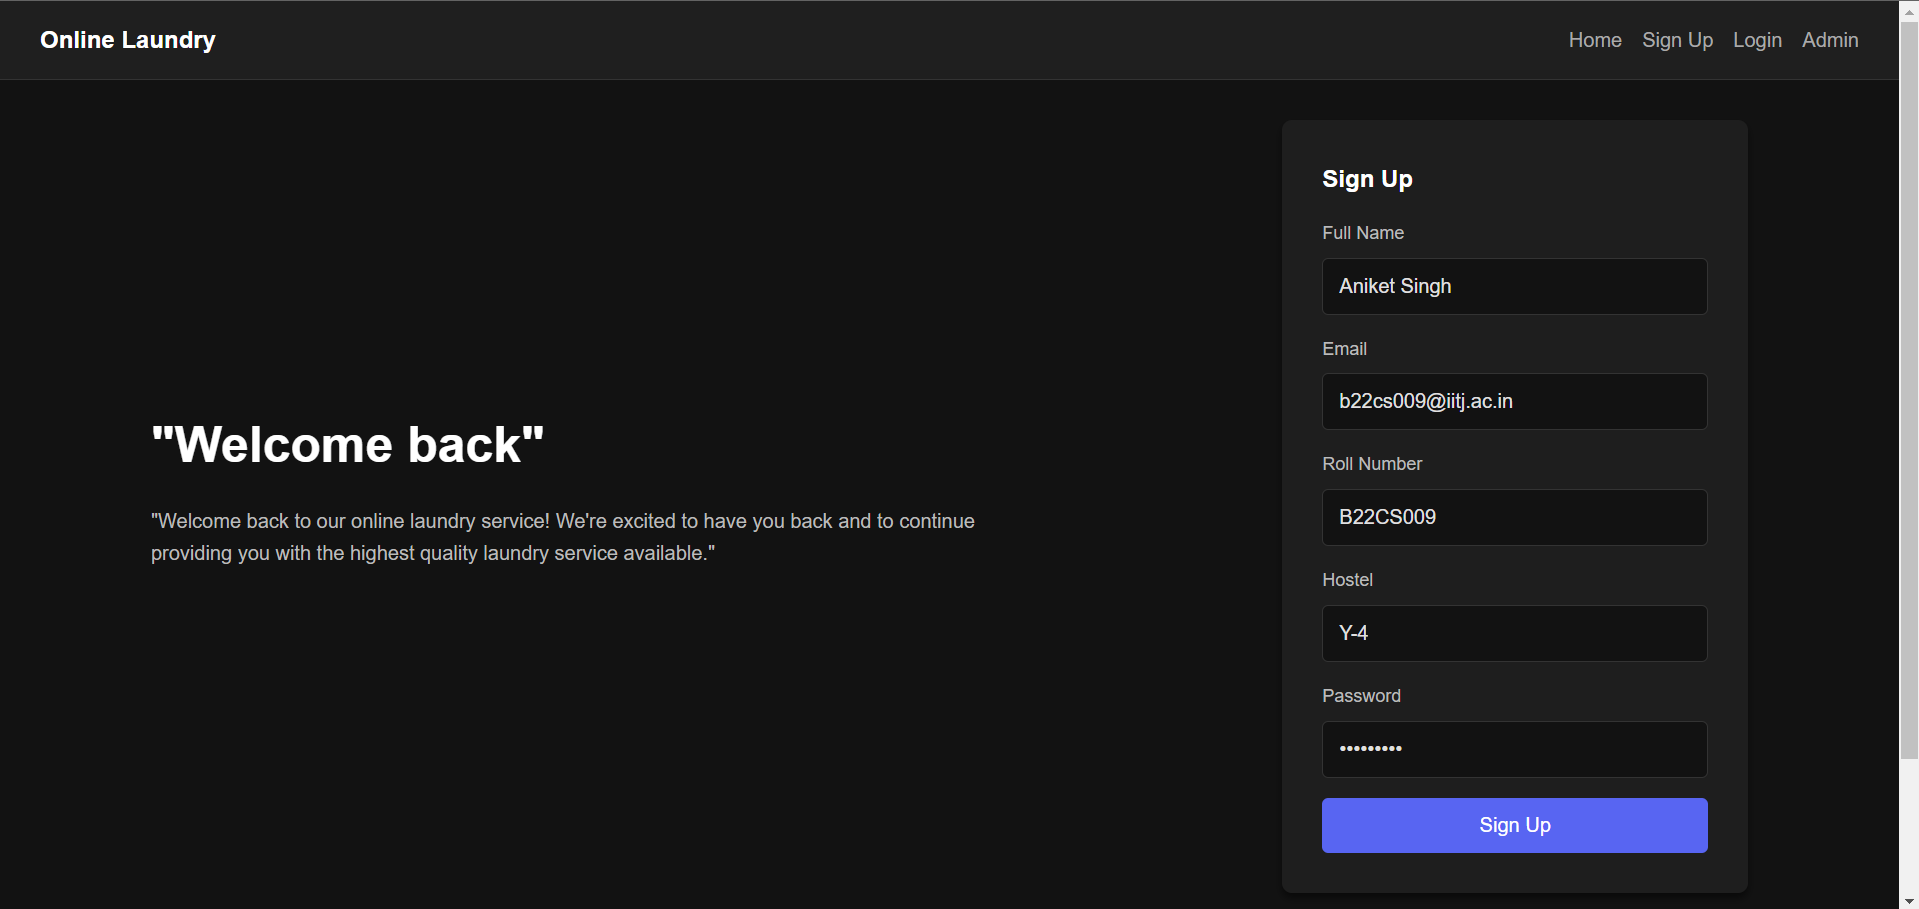 Online Laundry
Home Sign Up Login Admin
"Welcome back"
"Welcome back to our online laundry service! We're excited to have you back and to continue
providing you with the highest quality laundry service available."
Sign Up
Full Name
Aniket Singh
Email
b22cs009@iitj.ac.in
Roll Number
B22CS009
Hostel
Y-4
Password
•••••••••
Sign Up